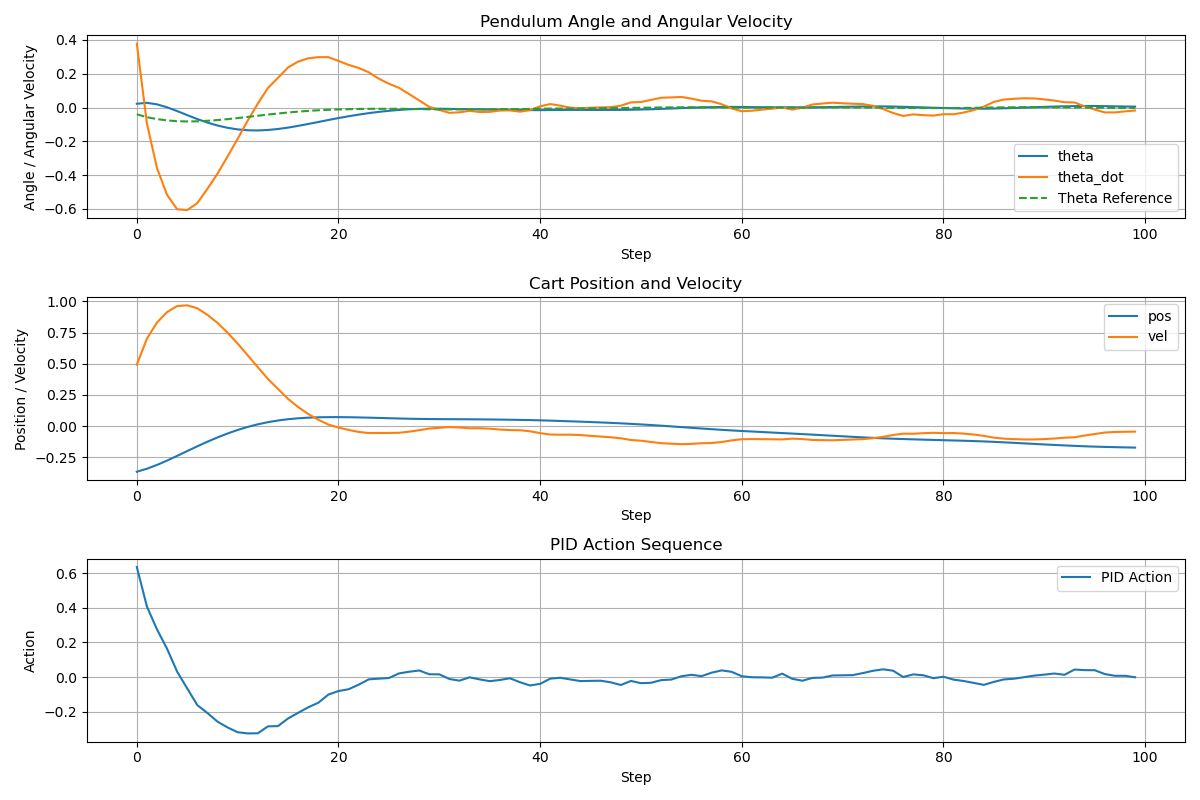 Pendulum Angle and Angular Velocity
Angle / Angular Velocity
0.4
0.2
0.0
−0.2
−0.4
−0.6
theta
theta_dot
Theta Reference
0 20 40 60 80 100
Step
Cart Position and Velocity
Position / Velocity
1.00
0.75
0.50
0.25
0.00
−0.25
pos
vel
0 20 40 60 80 100
Step
PID Action Sequence
Action
0.6
0.4
0.2
0.0
−0.2
PID Action
0 20 40 60 80 100
Step